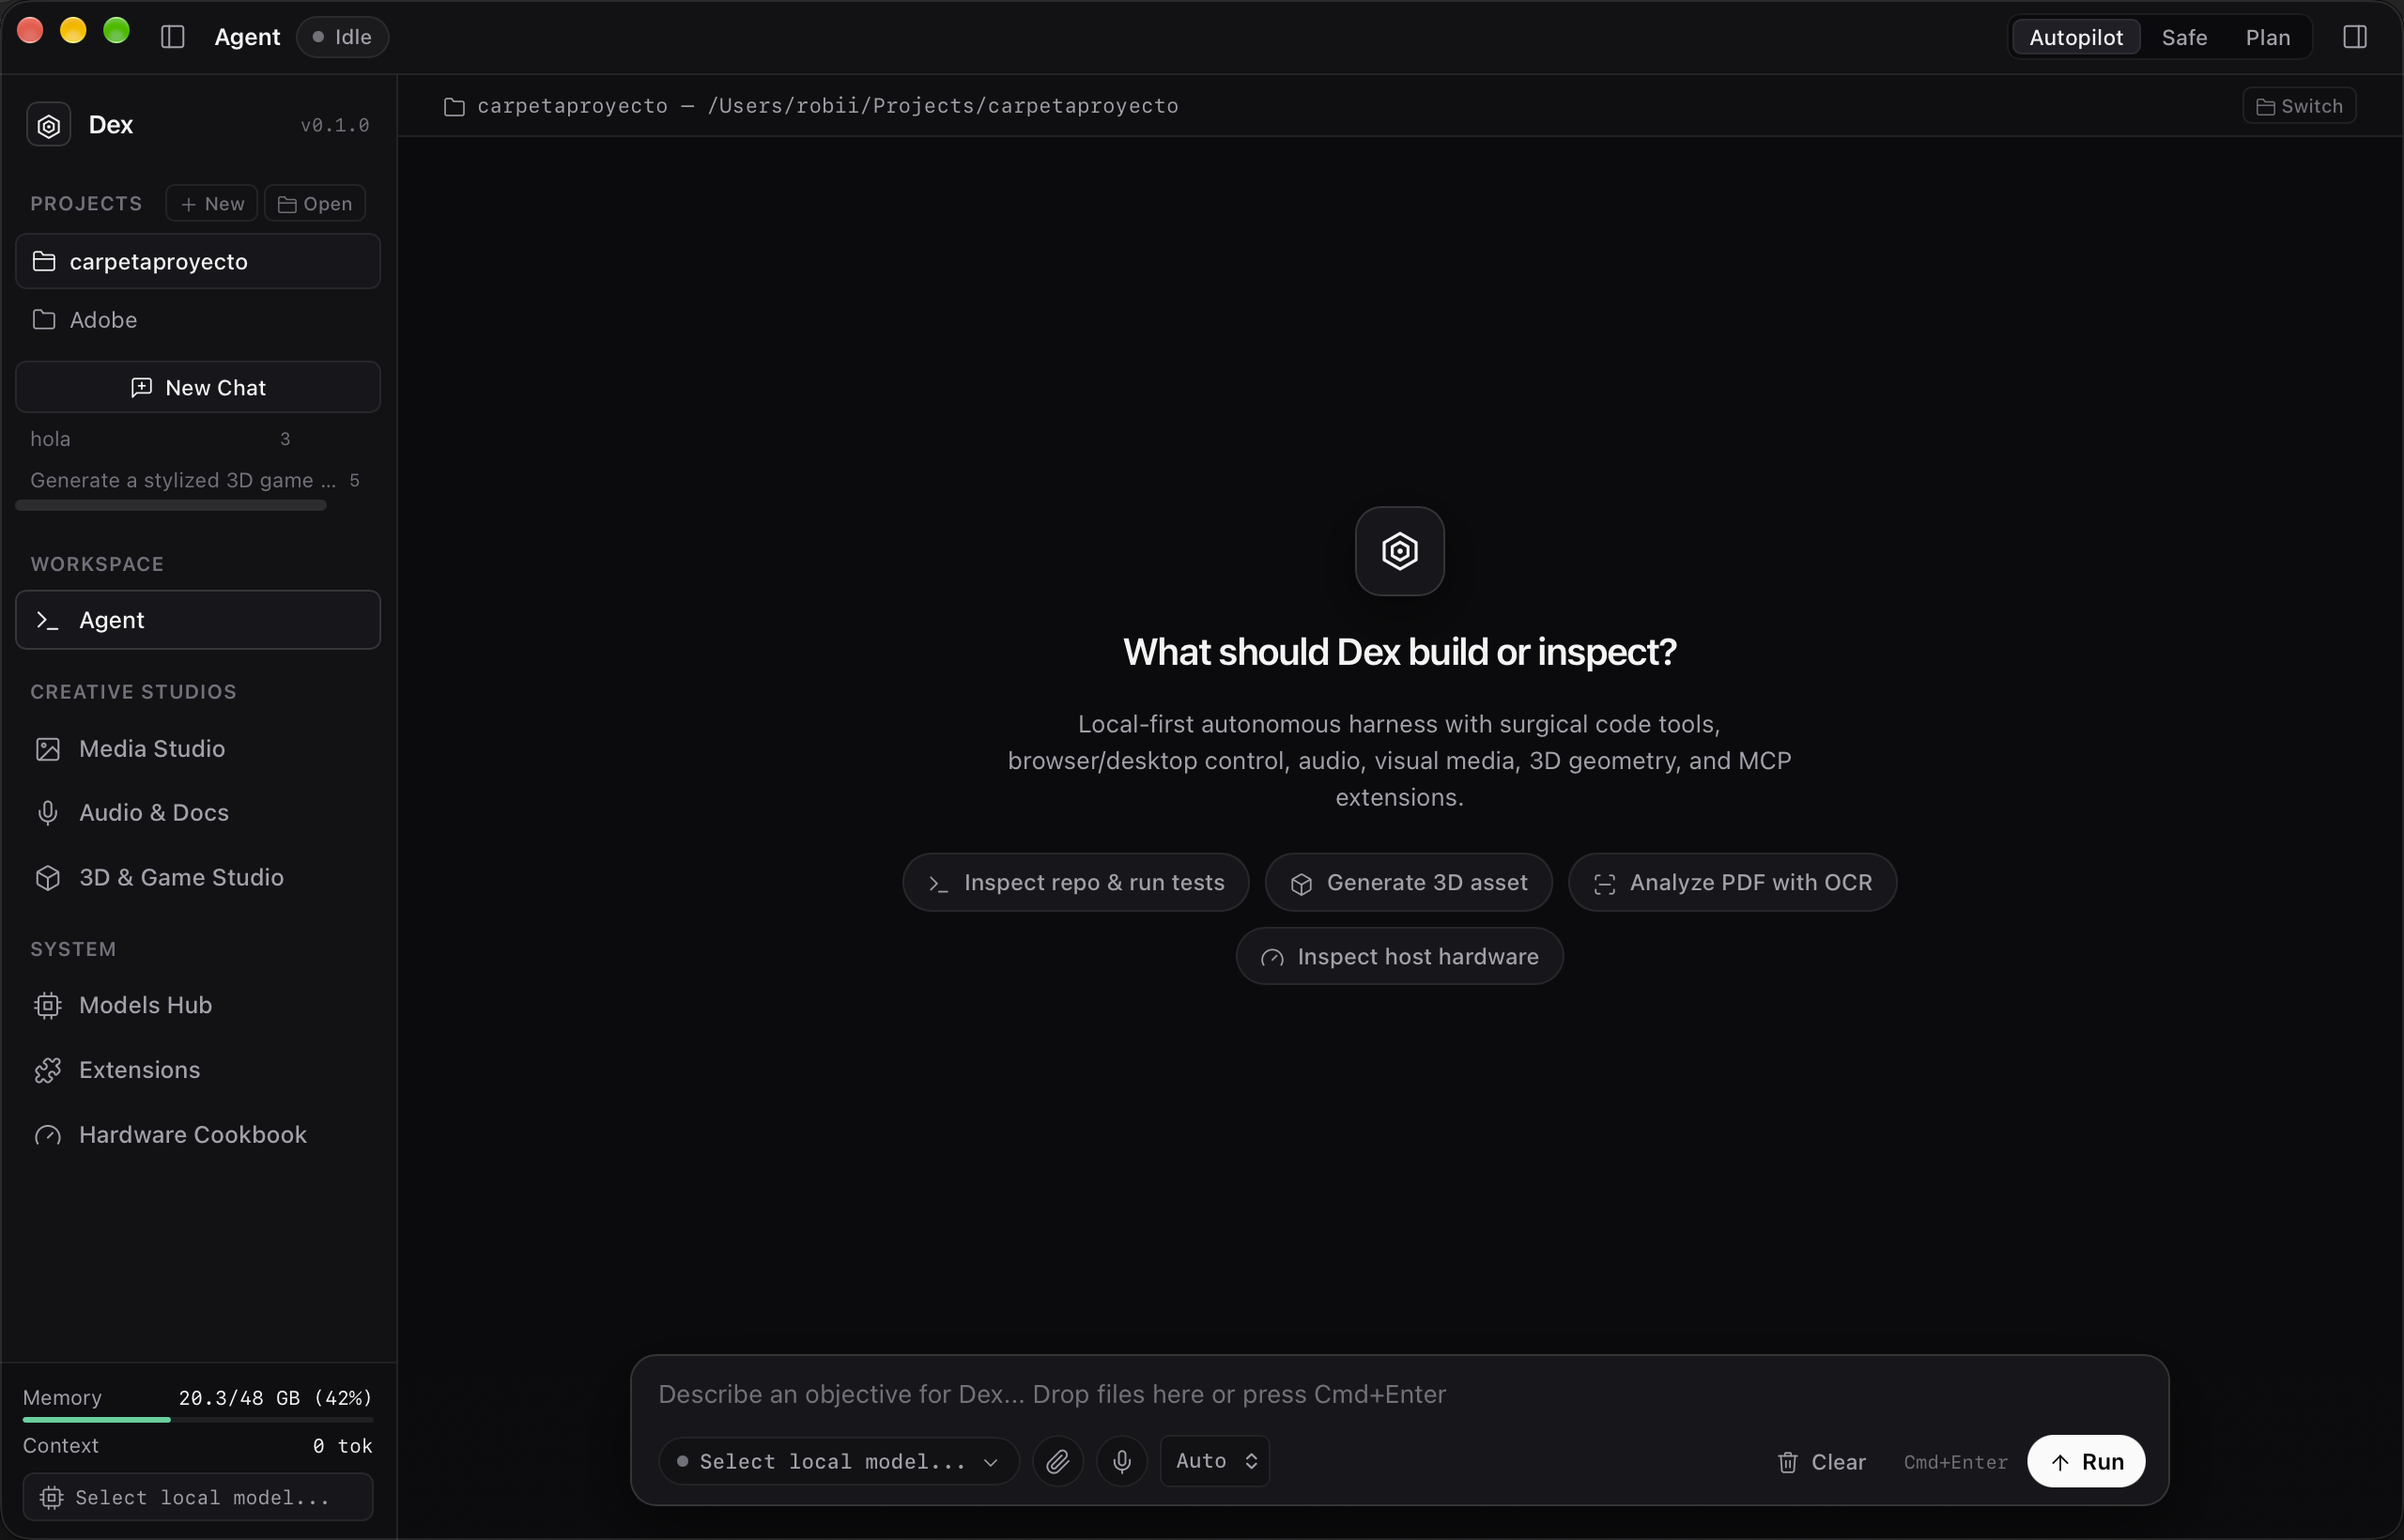 Agent
Idle
Autopilot
Safe
Plan
Dex
v0.1.0
carpetaproyecto — /Users/robii/Projects/carpetaproyecto
Switch
PROJECTS
New
Open
carpetaproyecto
Adobe
New Chat
hola 3
Generate a stylized 3D game ... 5
WORKSPACE
Agent
CREATIVE STUDIOS
Media Studio
Audio & Docs
3D & Game Studio
SYSTEM
Models Hub
Extensions
Hardware Cookbook
Memory 20.3/48 GB (42%)
Context 0 tok
Select local model...
What should Dex build or inspect?
Local-first autonomous harness with surgical code tools,
browser/desktop control, audio, visual media, 3D geometry, and MCP
extensions.
Inspect repo & run tests
Generate 3D asset
Analyze PDF with OCR
Inspect host hardware
Describe an objective for Dex... Drop files here or press Cmd+Enter
Select local model...
Auto
Clear
Cmd+Enter
Run